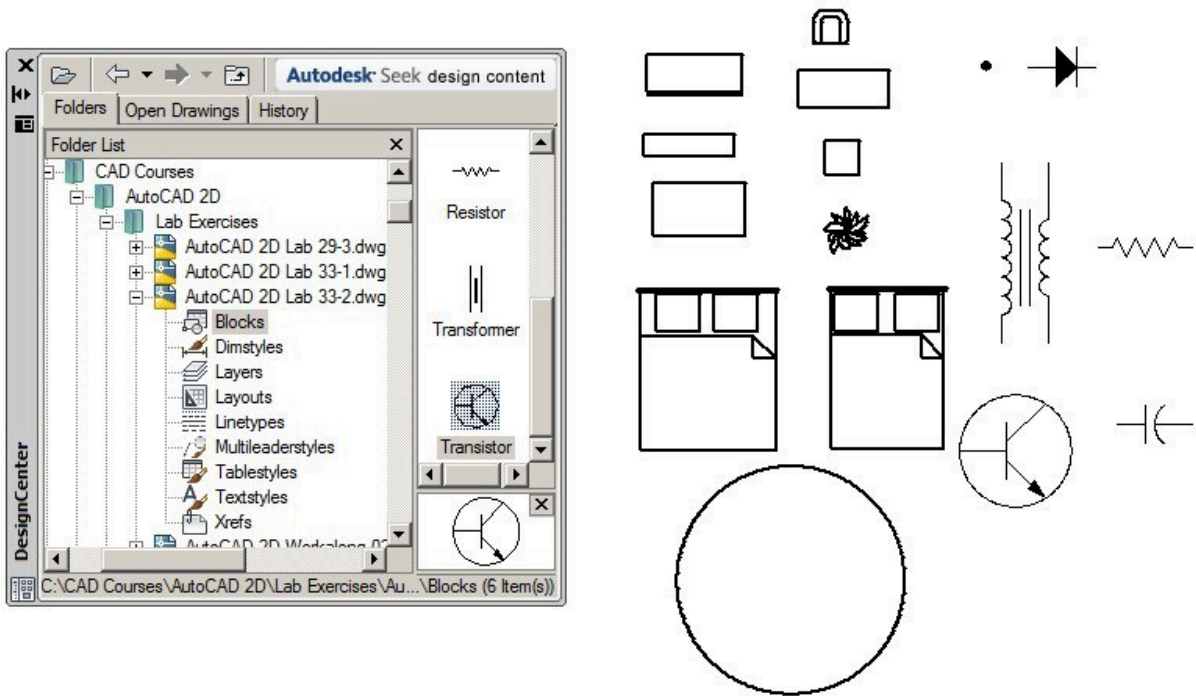 Autodesk Seek design content
Folders
Open Drawings
History
Folder List
CAD Courses
AutoCAD 2D
Lab Exercises
AutoCAD 2D Lab 29-3.dwg
AutoCAD 2D Lab 33-1.dwg
AutoCAD 2D Lab 33-2.dwg
Blocks
Dimstyles
Layers
Layouts
Linetypes
Multileaderstyles
Tablestyles
Textstyles
Xrefs
AutoCAD 2D Workalong
Resistor
Transformer
Transistor
DesignCenter
C:\CAD Courses\AutoCAD 2D\Lab Exercises\Au...\Blocks (6 Item(s))